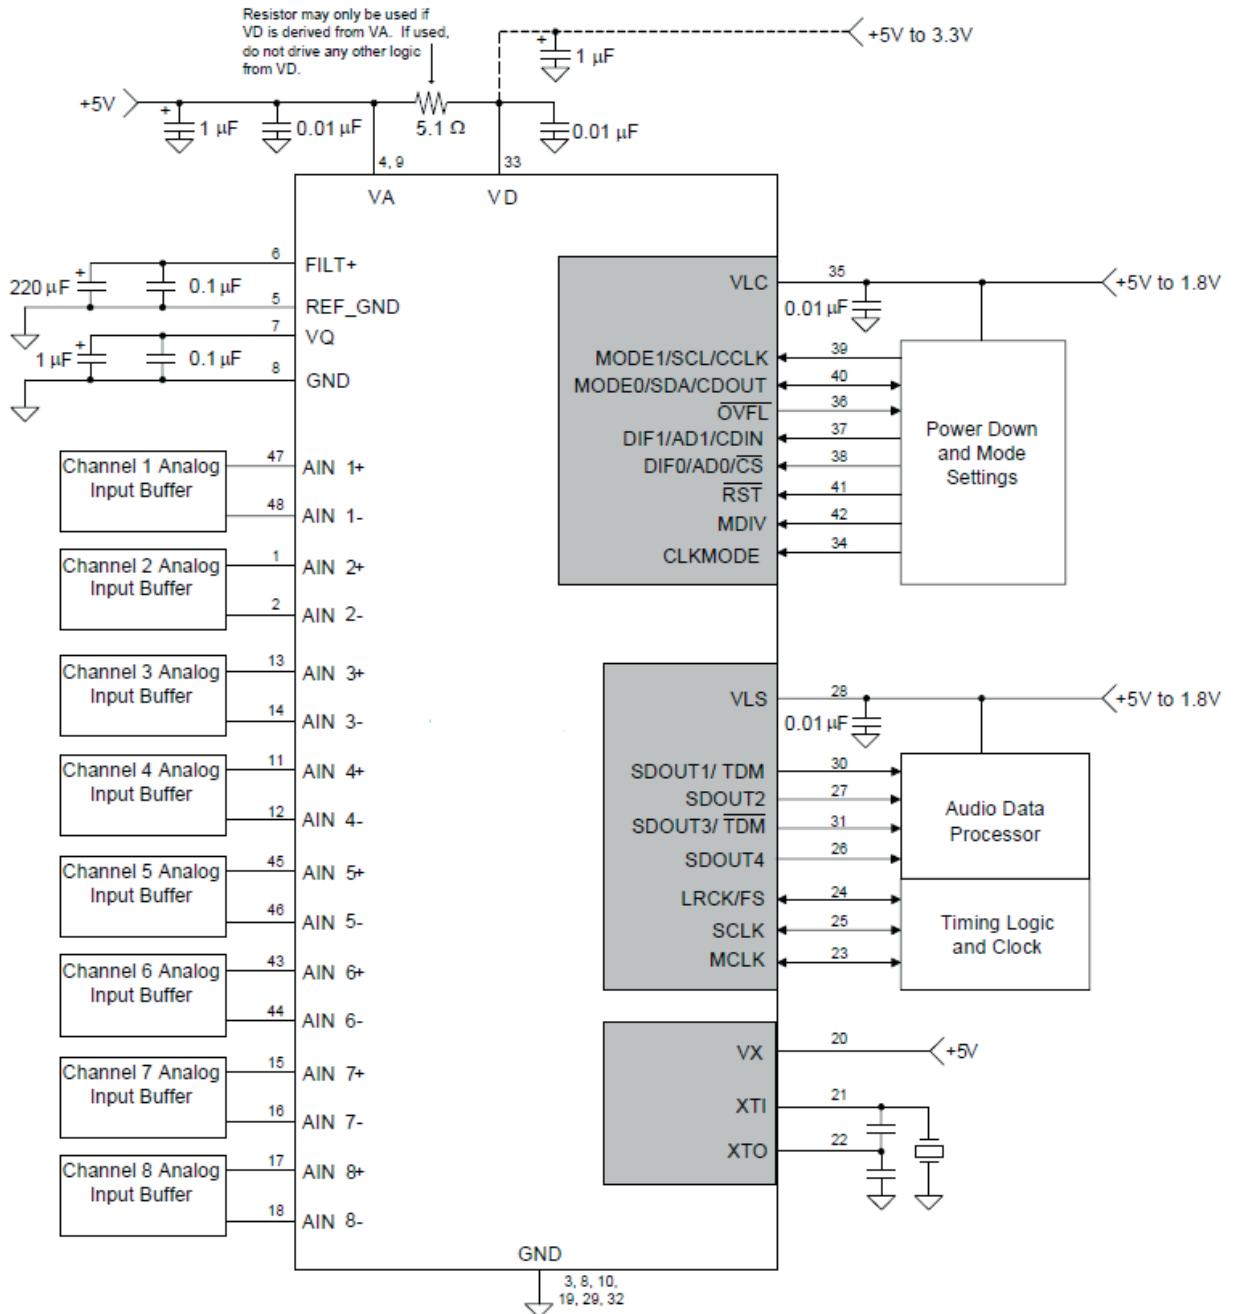 Resistor may only be used if
VD is derived from VA. If used,
do not drive any other logic
from VD.
+5V to 3.3V
+
1 µF
+5V
+
1 µF
0.01 µF
5.1 Ω
0.01 µF
4, 9
33
VA
VD
6
FILT+
220 µF
+
0.1 µF
5
REF_GND
7
VQ
1 µF
+
0.1 µF
8
GND
Channel 1 Analog
Input Buffer
47
AIN 1+
48
AIN 1-
Channel 2 Analog
Input Buffer
1
AIN 2+
2
AIN 2-
Channel 3 Analog
Input Buffer
13
AIN 3+
14
AIN 3-
Channel 4 Analog
Input Buffer
11
AIN 4+
12
AIN 4-
Channel 5 Analog
Input Buffer
45
AIN 5+
46
AIN 5-
Channel 6 Analog
Input Buffer
43
AIN 6+
44
AIN 6-
Channel 7 Analog
Input Buffer
15
AIN 7+
16
AIN 7-
Channel 8 Analog
Input Buffer
17
AIN 8+
18
AIN 8-
VLC
35
+5V to 1.8V
0.01 µF
MODE1/SCL/CCLK
39
MODE0/SDA/CDOUT
40
OVFL
36
DIF1/AD1/CDIN
37
DIF0/AD0/CS
38
RST
41
MDIV
42
CLKMODE
34
Power Down
and Mode
Settings
VLS
28
+5V to 1.8V
0.01 µF
SDOUT1/ TDM
30
SDOUT2
27
SDOUT3/ TDM
31
SDOUT4
26
Audio Data
Processor
LRCK/FS
24
SCLK
25
MCLK
23
Timing Logic
and Clock
VX
20
+5V
XTI
21
XTO
22
GND
3, 8, 10,
19, 29, 32